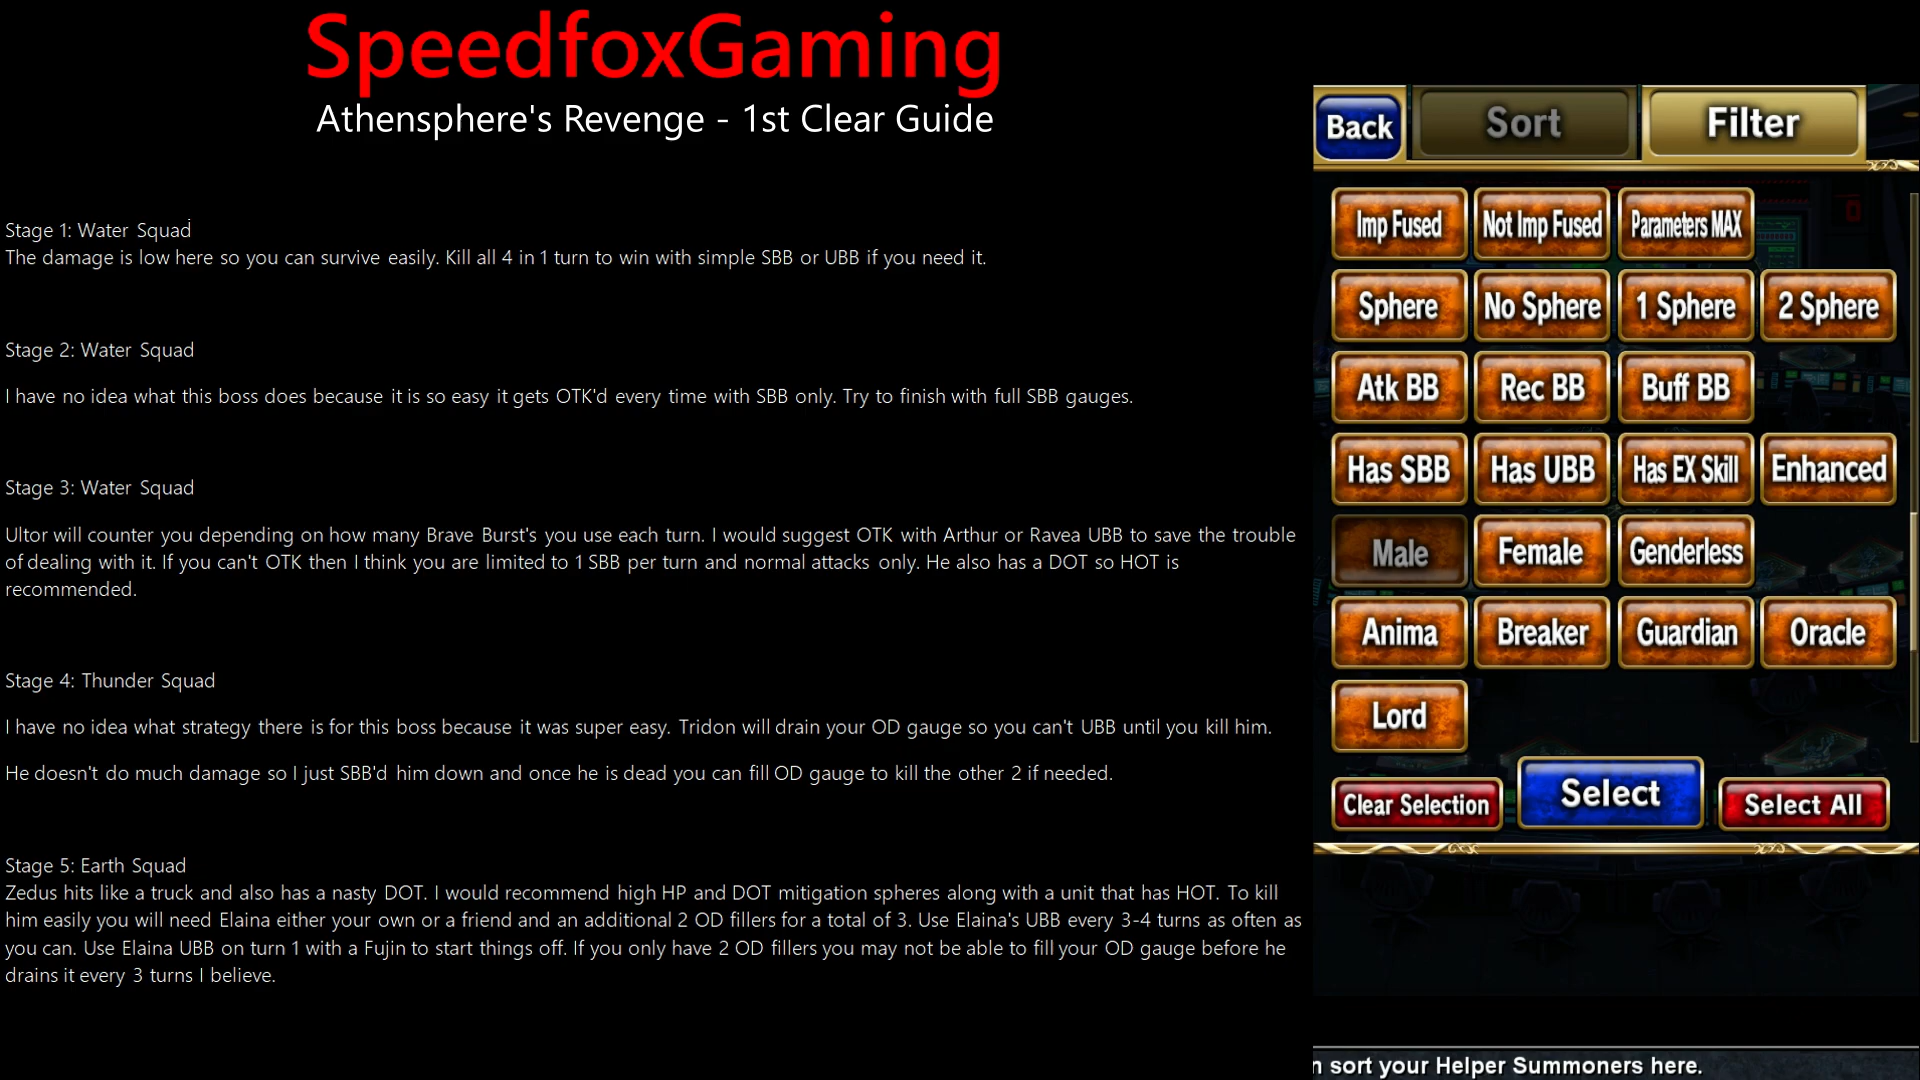 SpeedfoxGaming
Athensphere's Revenge - 1st Clear Guide
Stage 1: Water Squad
The damage is low here so you can survive easily. Kill all 4 in 1 turn to win with simple SBB or UBB if you need it.
Stage 2: Water Squad
I have no idea what this boss does because it is so easy it gets OTK'd every time with SBB only. Try to finish with full SBB gauges.
Stage 3: Water Squad
Ultor will counter you depending on how many Brave Burst's you use each turn. I would suggest OTK with Arthur or Ravea UBB to save the trouble
of dealing with it. If you can't OTK then I think you are limited to 1 SBB per turn and normal attacks only. He also has a DOT so HOT is
recommended.
Stage 4: Thunder Squad
I have no idea what strategy there is for this boss because it was super easy. Tridon will drain your OD gauge so you can't UBB until you kill him.
He doesn't do much damage so I just SBB'd him down and once he is dead you can fill OD gauge to kill the other 2 if needed.
Stage 5: Earth Squad
Zedus hits like a truck and also has a nasty DOT. I would recommend high HP and DOT mitigation spheres along with a unit that has HOT. To kill
him easily you will need Elaina either your own or a friend and an additional 2 OD fillers for a total of 3. Use Elaina's UBB every 3-4 turns as often as
you can. Use Elaina UBB on turn 1 with a Fujin to start things off. If you only have 2 OD fillers you may not be able to fill your OD gauge before he
drains it every 3 turns I believe.
Back Sort Filter
Imp Fused Not Imp Fused Parameters MAX
Sphere No Sphere 1 Sphere 2 Sphere
Atk BB Rec BB Buff BB
Has SBB Has UBB Has EX Skill Enhanced
Male Female Genderless
Anima Breaker Guardian Oracle
Lord
Clear Selection Select Select All
n sort your Helper Summoners here.